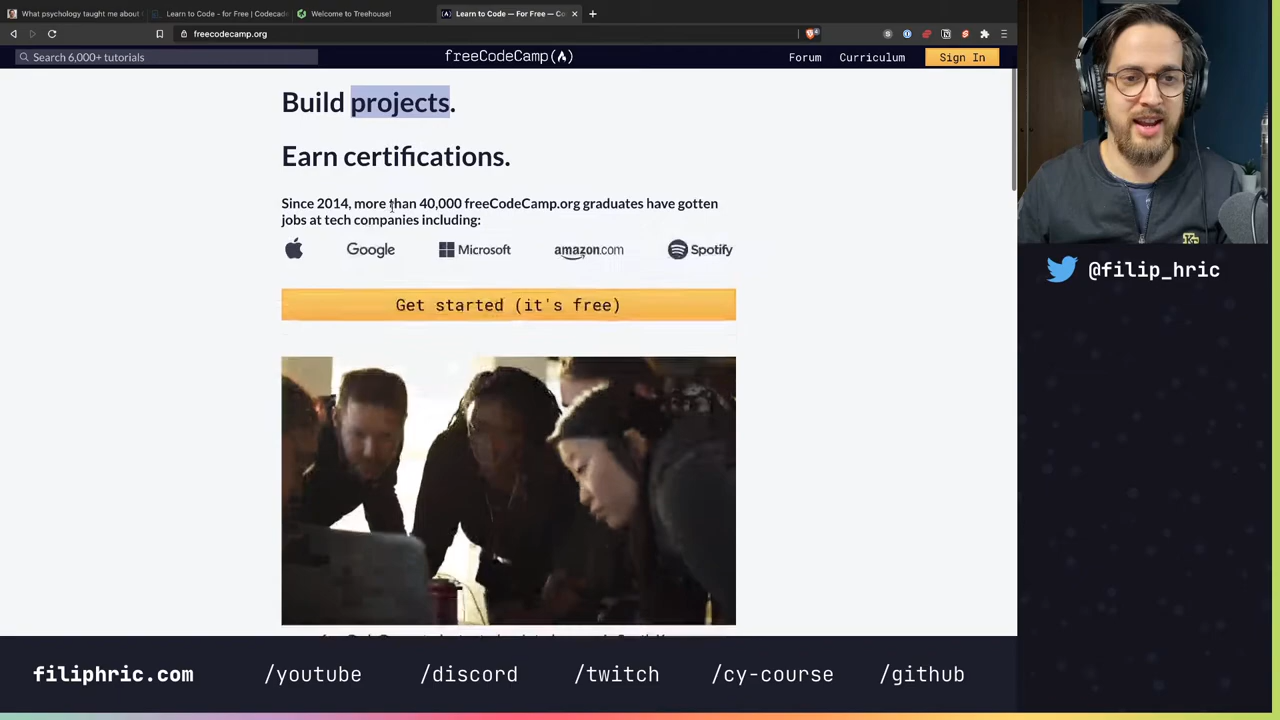 What psychology taught me about
Learn to Code - for Free | Codecade
Welcome to Treehouse!
Learn to Code — For Free — Co
freecodecamp.org
Search 6,000+ tutorials
freeCodeCamp(
Forum
Curriculum
Sign In
Build projects.
Earn certifications.
Since 2014, more than 40,000 freeCodeCamp.org graduates have gotten
jobs at tech companies including:
Google
Microsoft
amazon.com
Spotify
Get started (it's free)
@filip_hric
filiphric.com
/youtube
/discord
/twitch
/cy-course
/github